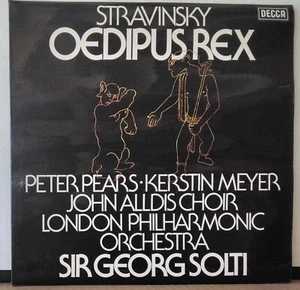 STRAVINSKY
DECCA
OEDIPUS REX
PETER PEARS · KERSTIN MEYER
JOHN ALLDIS CHOIR
LONDON PHILHARMONIC
ORCHESTRA
SIR GEORG SOLTI